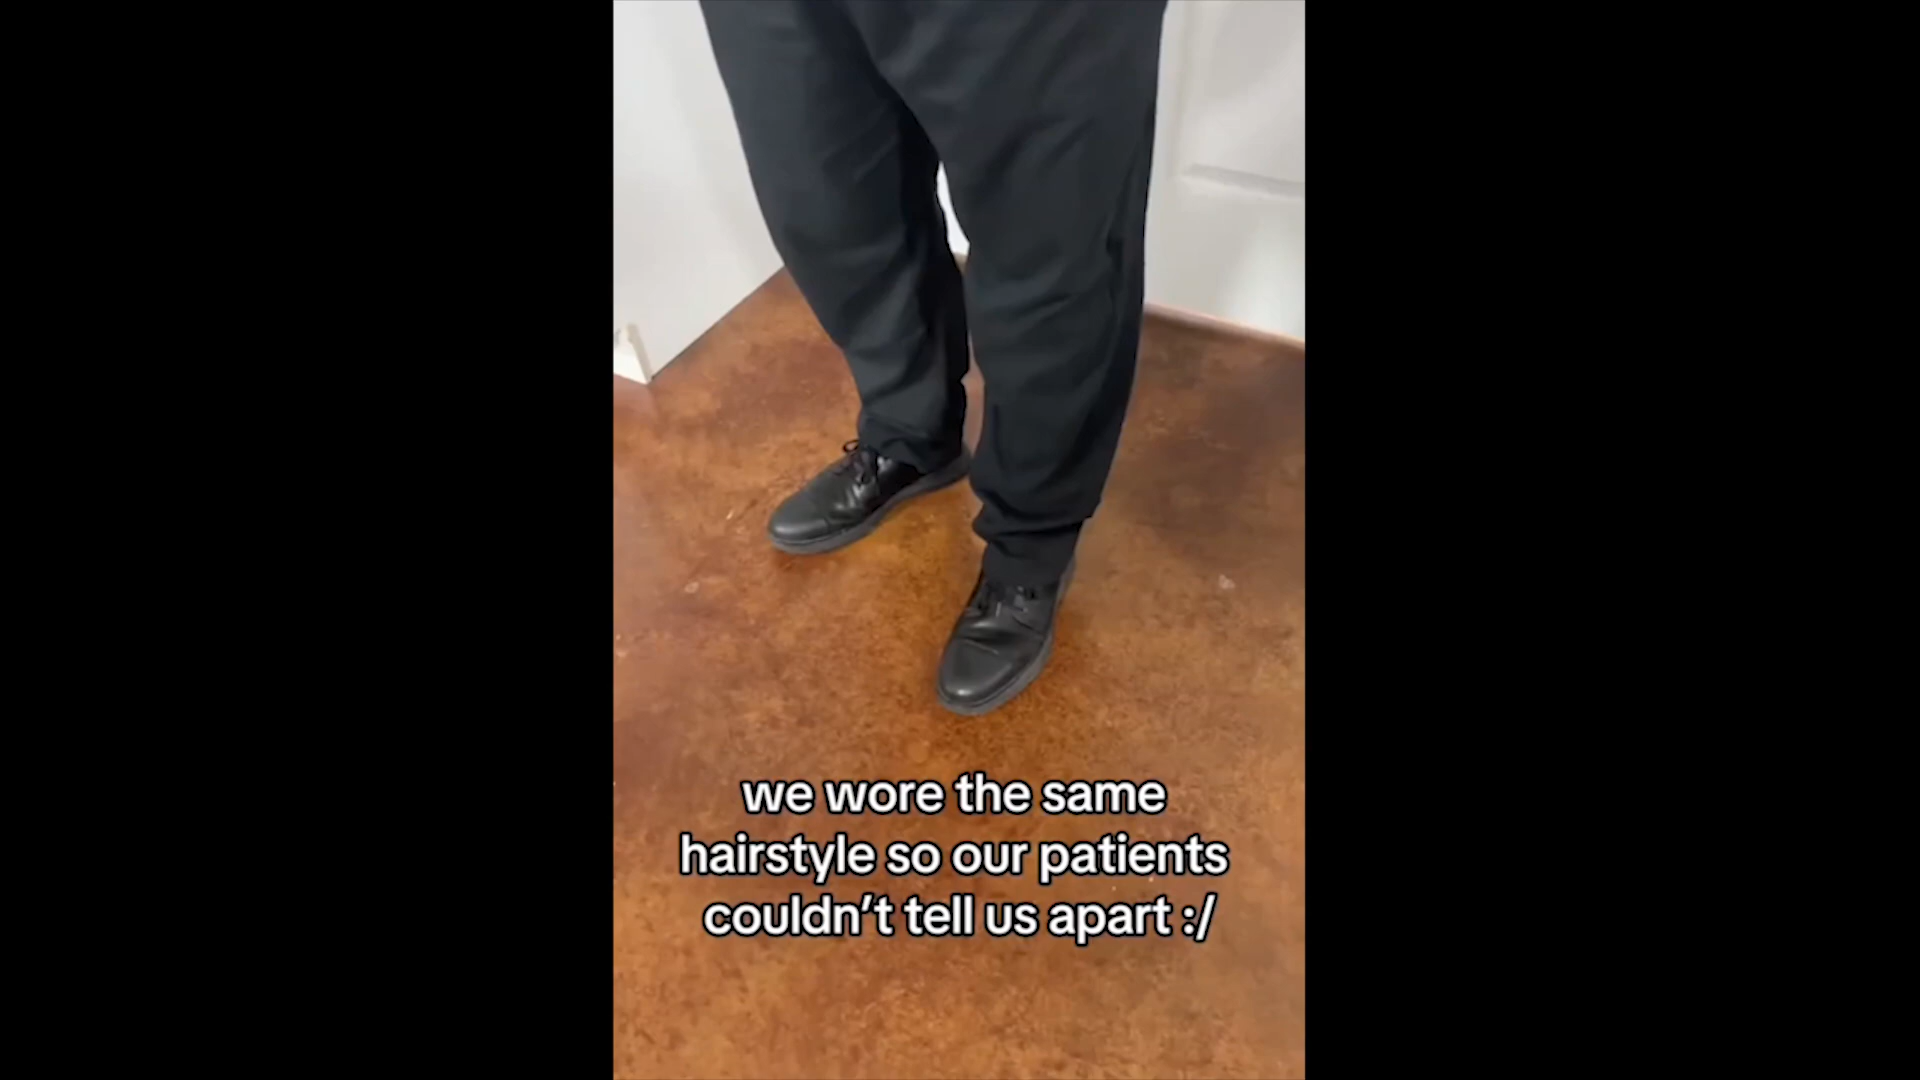 we wore the same
hairstyle so our patients
couldn’t tell us apart :/